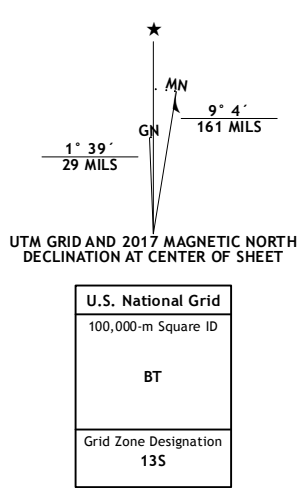 ★
MN
GN
9° 4´
161 MILS
1° 39´
29 MILS
UTM GRID AND 2017 MAGNETIC NORTH
DECLINATION AT CENTER OF SHEET
U.S. National Grid
100,000-m Square ID
BT
Grid Zone Designation
13S